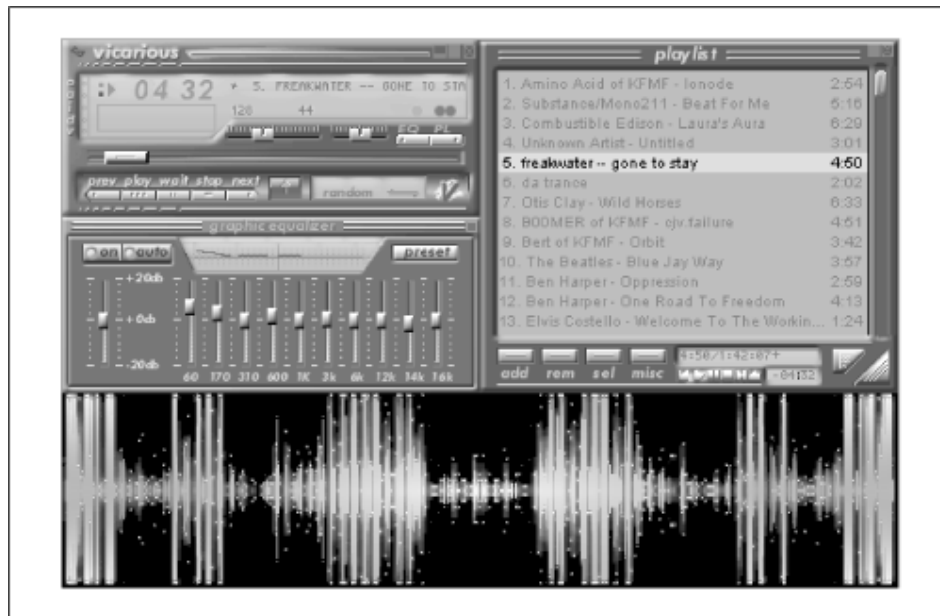 vicarious
04 32
5. FREAKWATER -- GONE TO STA
128 44
EQ PL
prev play wait stop next
random
graphic equalizer
on auto
preset
+20db
+0db
-20db
60 170 310 600 1K 3k 6k 12k 14k 16k
playlist
1. Amino Acid of KFMF - Ionode 2:54
2. Substance/Mono211 - Beat For Me 5:16
3. Combustible Edison - Laura's Aura 6:29
4. Unknown Artist - Untitled 3:01
5. freakwater -- gone to stay 4:50
6. da trance 2:02
7. Otis Clay - Wild Horses 6:33
8. BOOMER of KFMF - ojv.failure 4:51
9. Bert of KFMF - Orbit 3:42
10. The Beatles - Blue Jay Way 3:57
11. Ben Harper - Oppression 2:59
12. Ben Harper - One Road To Freedom 4:13
13. Elvis Costello - Welcome To The Workin... 1:24
4:50/1:42:07+
add rem sel misc
-04:32